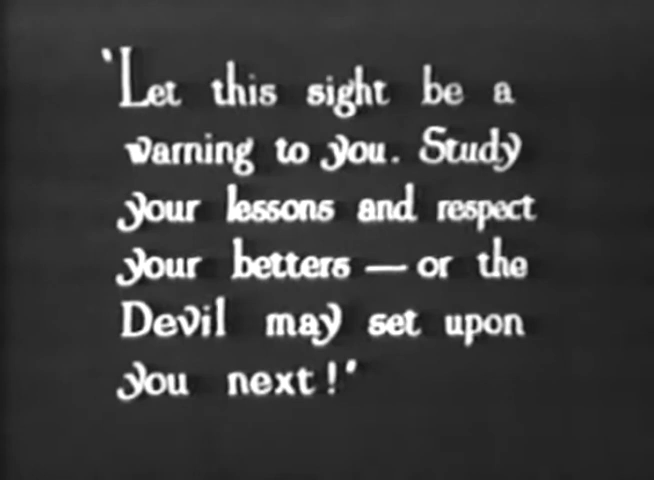 'Let this sight be a
warning to you. Study
your lessons and respect
your betters — or the
Devil may set upon
you next!'